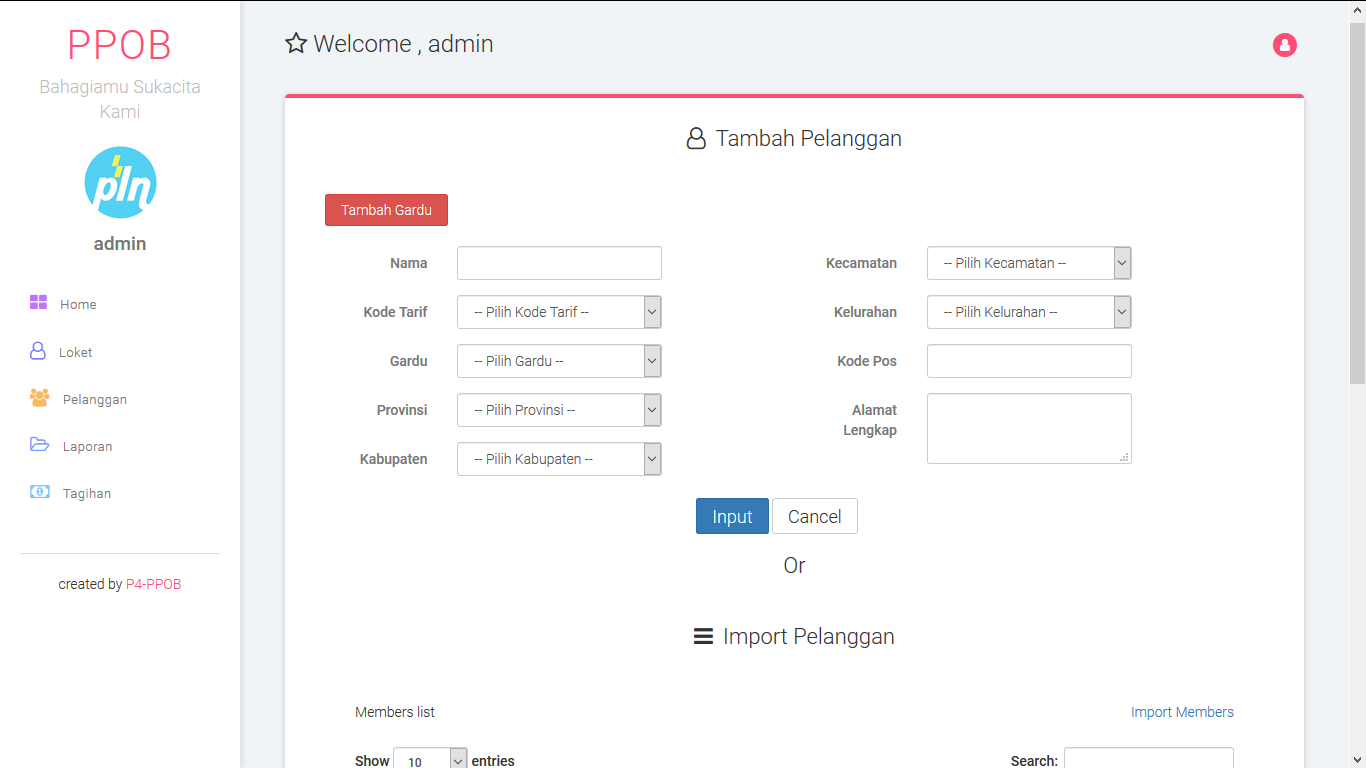 PPOB
Bahagiamu Sukacita
Kami
pln
admin
Home
Loket
Pelanggan
Laporan
Tagihan
created by P4-PPOB
Welcome , admin
Tambah Pelanggan
Tambah Gardu
Nama
Kode Tarif -- Pilih Kode Tarif --
Gardu -- Pilih Gardu --
Provinsi -- Pilih Provinsi --
Kabupaten -- Pilih Kabupaten --
Kecamatan -- Pilih Kecamatan --
Kelurahan -- Pilih Kelurahan --
Kode Pos
Alamat
Lengkap
Input Cancel
Or
Import Pelanggan
Members list Import Members
Show 10 entries Search: